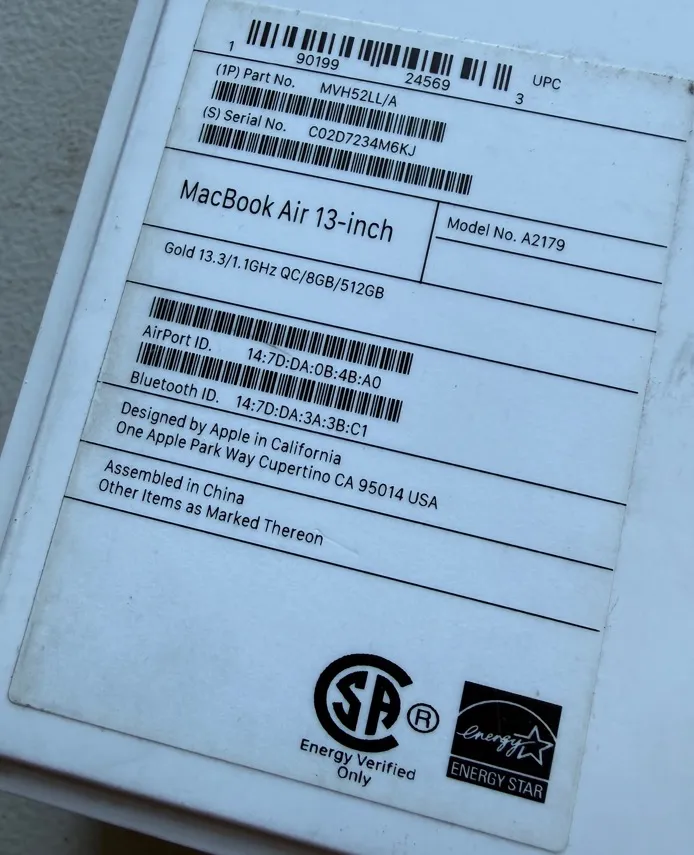 1 90199 24569 3 UPC
(1P) Part No. MVH52LL/A
(S) Serial No. C02D7234M6KJ
MacBook Air 13-inch
Model No. A2179
Gold 13.3/1.1GHz QC/8GB/512GB
AirPort ID. 14:7D:DA:0B:4B:A0
Bluetooth ID. 14:7D:DA:3A:3B:C1
Designed by Apple in California
One Apple Park Way Cupertino CA 95014 USA
Assembled in China
Other Items as Marked Thereon
SA ®
Energy Verified
Only
energy
ENERGY STAR